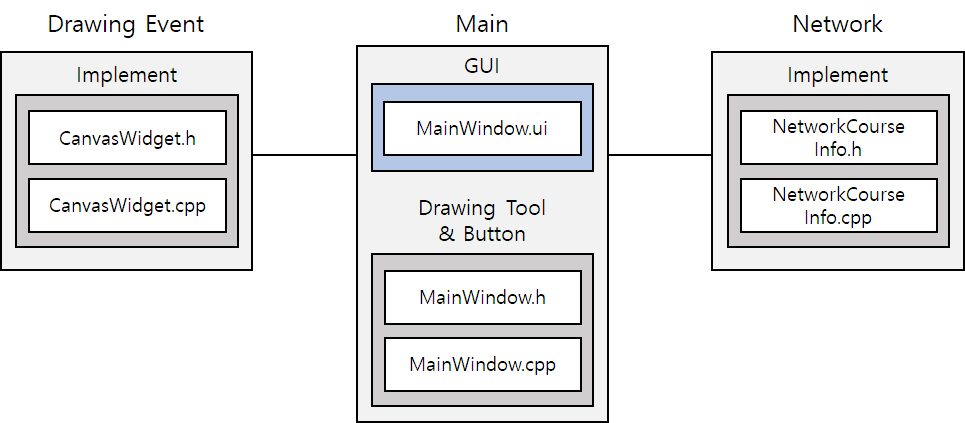 Drawing Event
Implement
CanvasWidget.h
CanvasWidget.cpp
Main
GUI
MainWindow.ui
Drawing Tool
& Button
MainWindow.h
MainWindow.cpp
Network
Implement
NetworkCourse
Info.h
NetworkCourse
Info.cpp